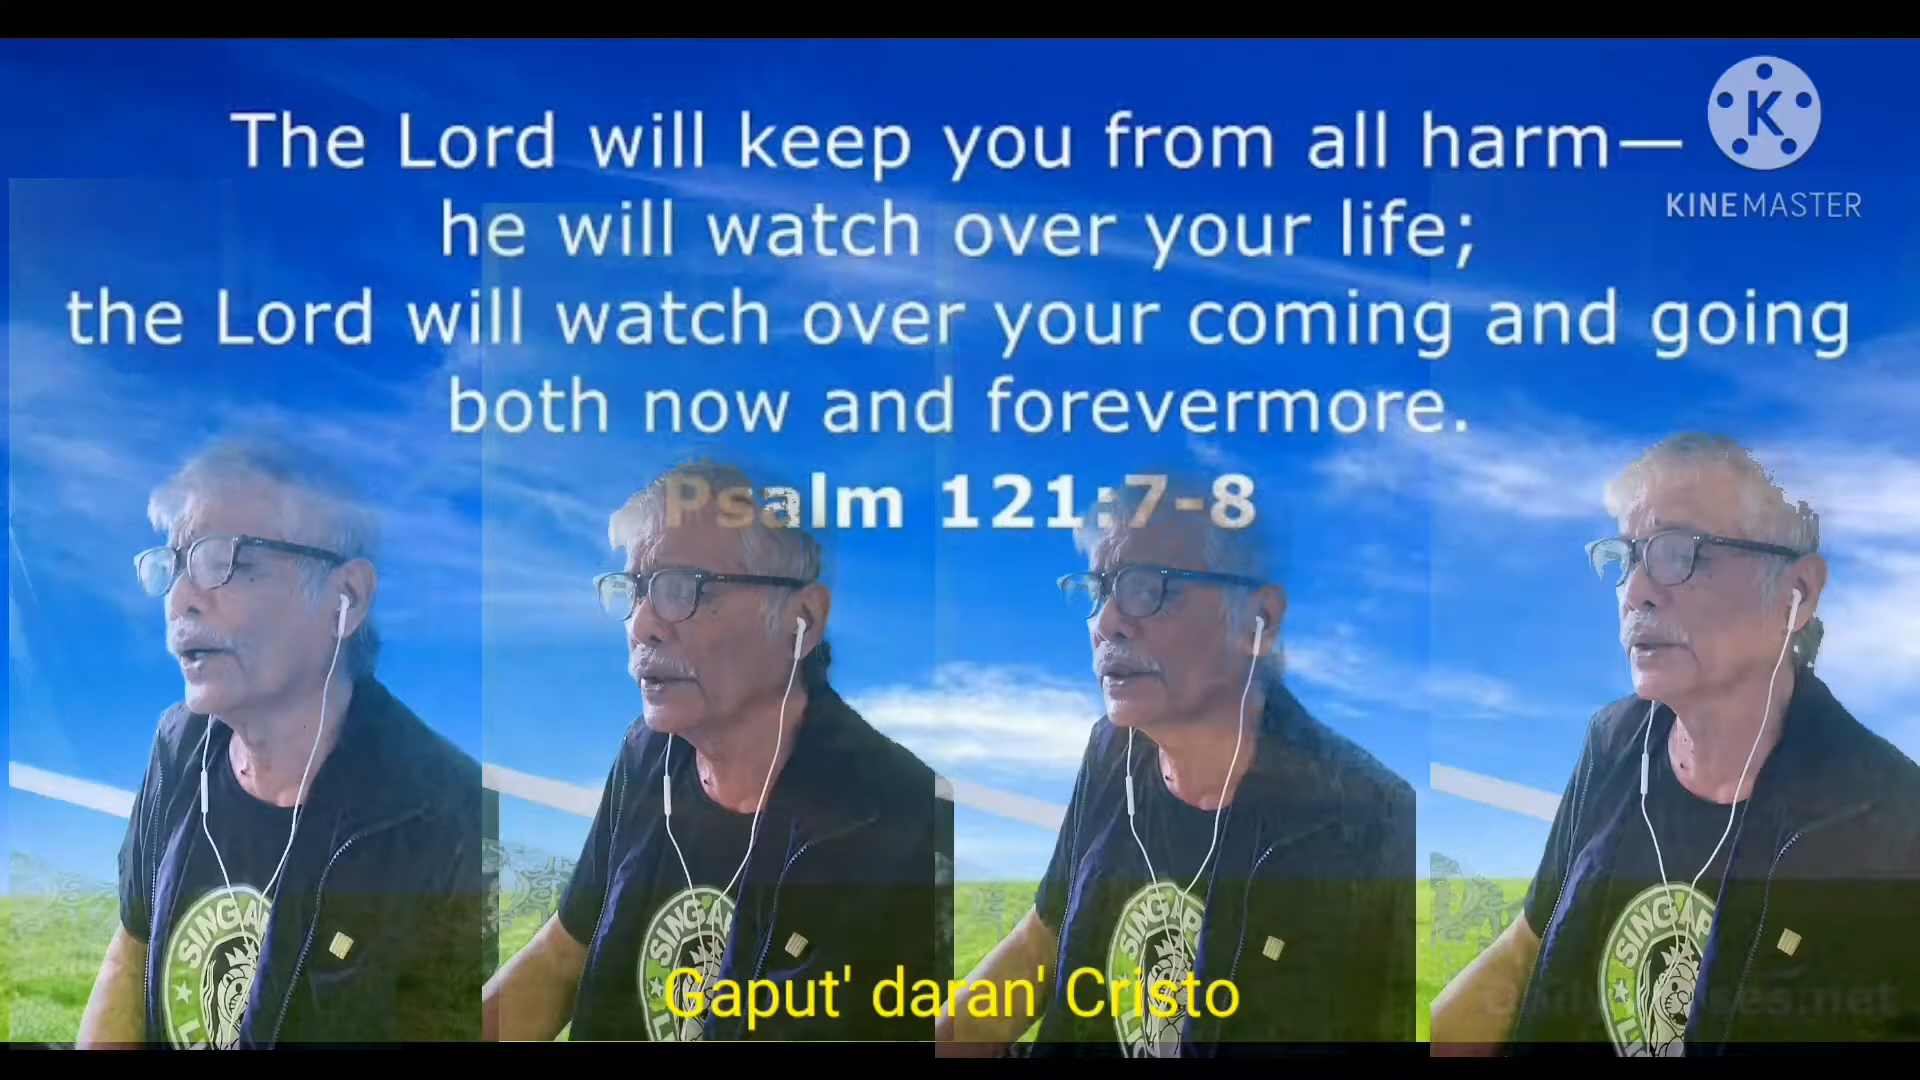 The Lord will keep you from all harm—
he will watch over your life;
the Lord will watch over your coming and going
both now and forevermore.
Psalm 121:7-8
KINEMASTER
SINGAP
Gaput' daran' Cristo